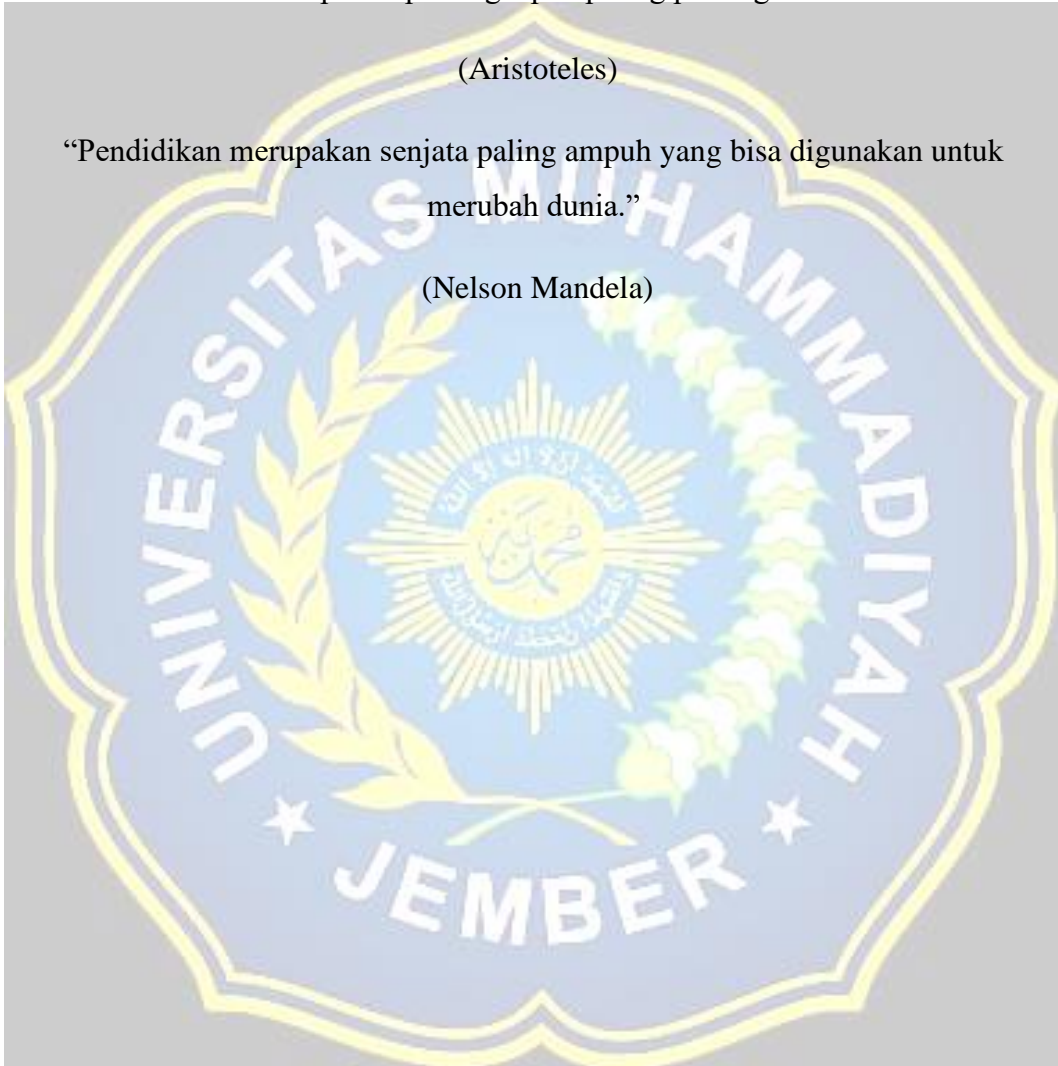 (Aristoteles)
“Pendidikan merupakan senjata paling ampuh yang bisa digunakan untuk
merubah dunia.”
(Nelson Mandela)
UNIVERSITAS MUHAMMADIYAH
JEMBER